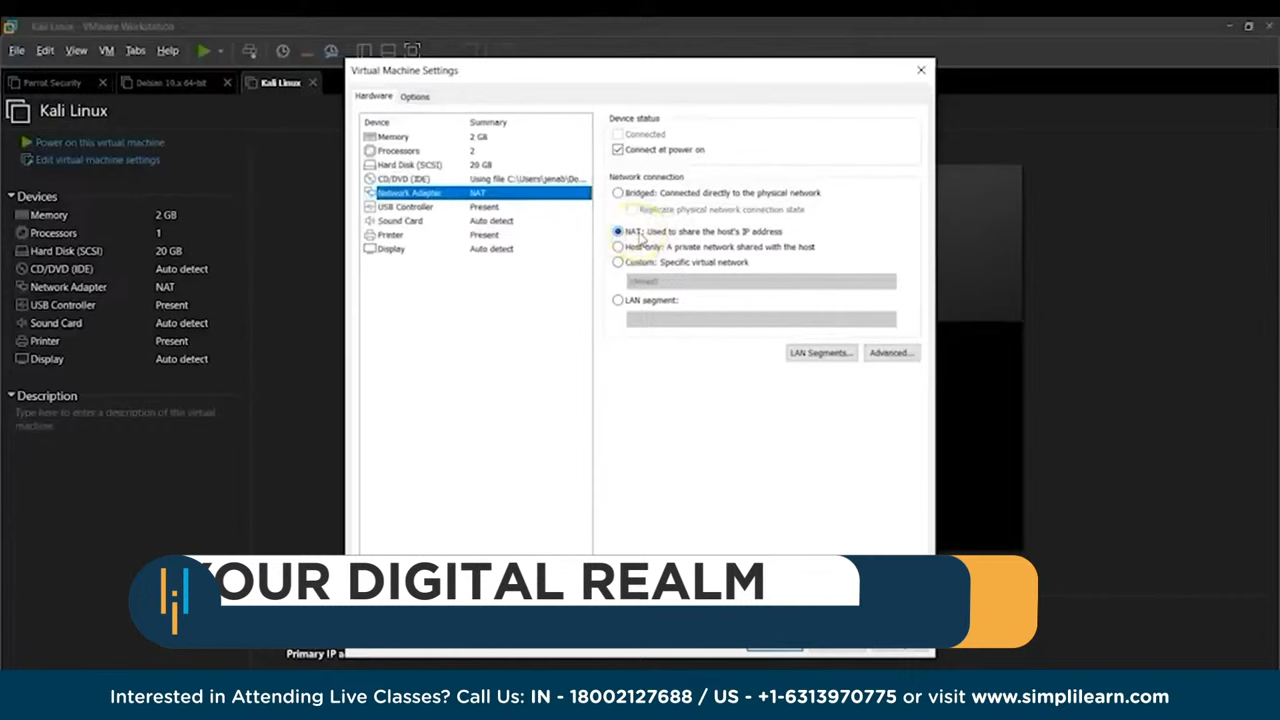 Kali Linux - VMware Workstation
File Edit View VM Tabs Help
Parrot Security Debian 10.x 64-bit Kali Linux
Kali Linux
Power on this virtual machine
Edit virtual machine settings
Devices
Memory 2 GB
Processors 1
Hard Disk (SCSI) 20 GB
CD/DVD (IDE) Auto detect
Network Adapter NAT
USB Controller Present
Sound Card Auto detect
Printer Present
Display Auto detect
Description
Type here to enter a description of this virtual
machine.
Virtual Machine Settings
Hardware Options
Device Summary
Memory 2 GB
Processors 2
Hard Disk (SCSI) 20 GB
CD/DVD (IDE) Using file C:\Users\jenab\Do...
Network Adapter NAT
USB Controller Present
Sound Card Auto detect
Printer Present
Display Auto detect
Device status
Connected
Connect at power on
Network connection
Bridged: Connected directly to the physical network
Replicate physical network connection state
NAT: Used to share the host's IP address
Host-only: A private network shared with the host
Custom: Specific virtual network
LAN segment:
LAN Segments... Advanced...
YOUR DIGITAL REALM
Primary IP a
Interested in Attending Live Classes? Call Us: IN - 18002127688 / US - +1-6313970775 or visit www.simplilearn.com